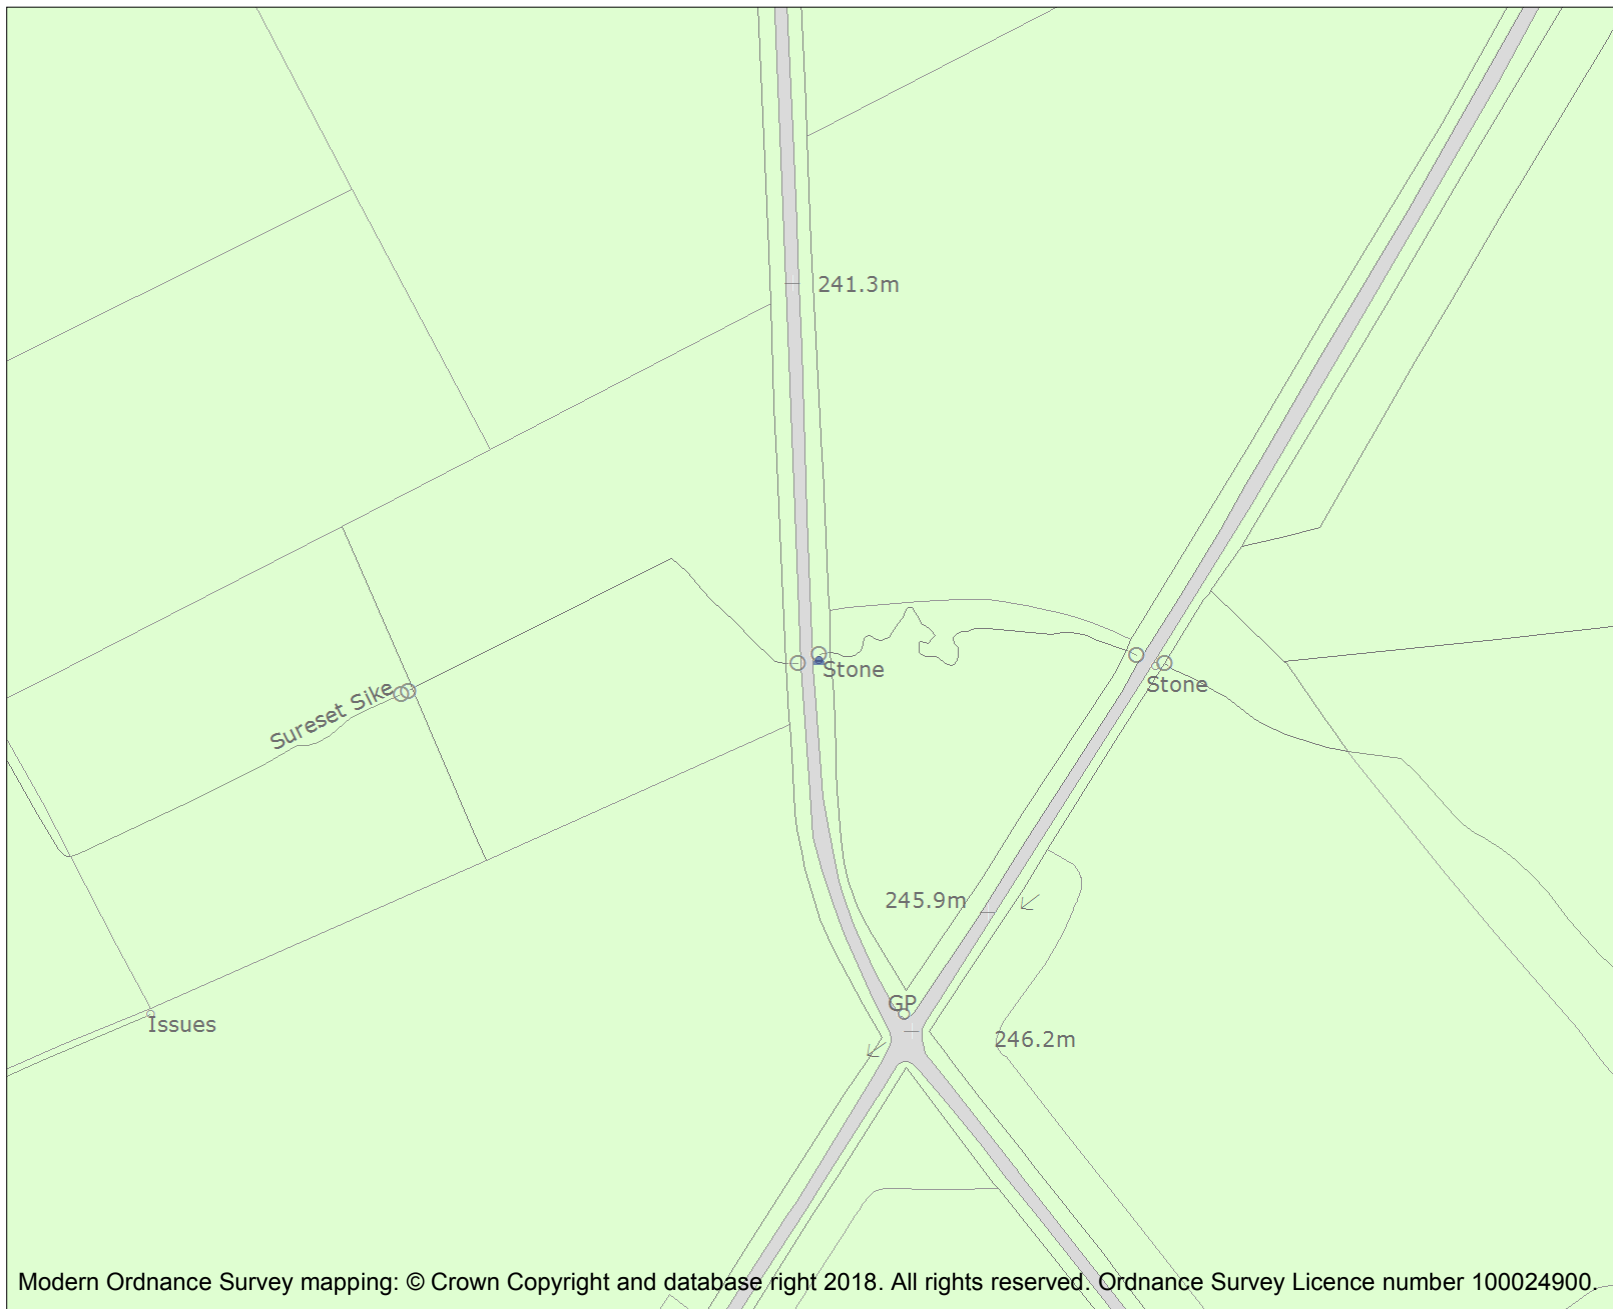 241.3m
Stone
Stone
Sureset Sike
245.9m
GP
246.2m
Issues
Modern Ordnance Survey mapping: © Crown Copyright and database right 2018. All rights reserved. Ordnance Survey Licence number 100024900.